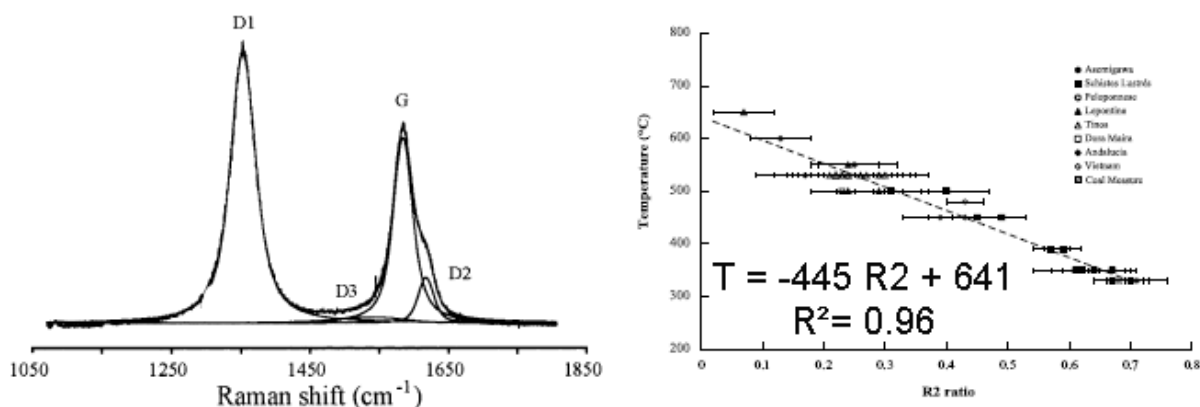 D1
G
D2
D3
1050 1250 1450 1650 1850
Raman shift (cm⁻¹)
800
700
600
500
400
300
200
Temperature (°C)
Asemigawa
Schistes Lustrés
Peloponnese
Lepontine
Tinos
Dora Maira
Andalucia
Vietnam
Coal Measure
T = -445 R2 + 641
R²= 0.96
0 0.1 0.2 0.3 0.4 0.5 0.6 0.7 0.8
R2 ratio